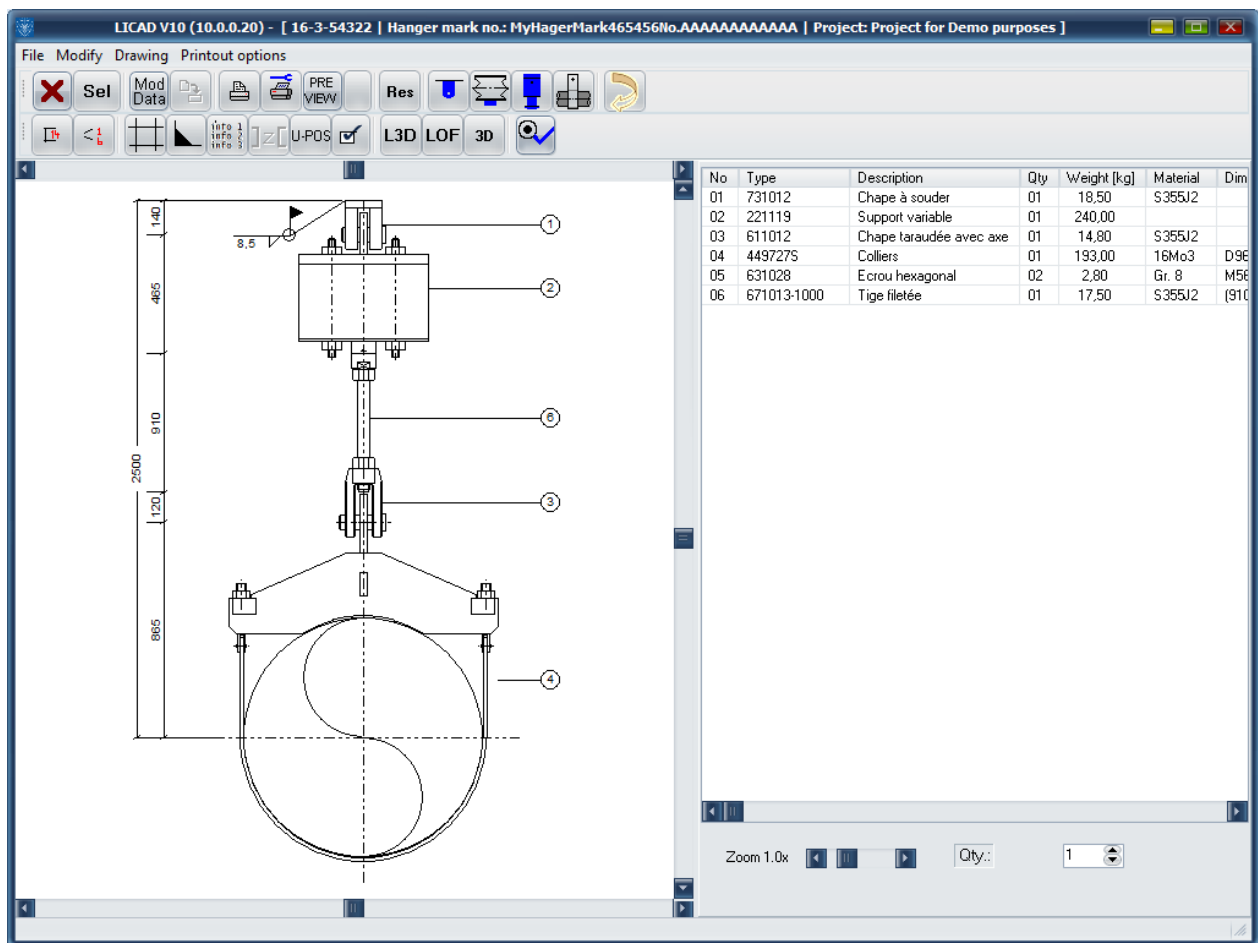 LICAD V10 (10.0.0.20) - [ 16-3-54322 | Hanger mark no.: MyHagerMark465456No.AAAAAAAAAAAA | Project: Project for Demo purposes ]
File Modify Drawing Printout options
Sel Mod Data PRE VIEW Res
1 6 info 1 info 2 info 3 ]z[ U-POS L3D LOF 3D
No Type Description Qty Weight [kg] Material Dim
01 731012 Chape à souder 01 18,50 S355J2
02 221119 Support variable 01 240,00
03 611012 Chape taraudée avec axe 01 14,80 S355J2
04 449727S Colliers 01 193,00 16Mo3 D96
05 631028 Ecrou hexagonal 02 2,80 Gr. 8 M56
06 671013-1000 Tige filetée 01 17,50 S355J2 (910
140
8,5
1
465
2
910
6
2500
120
3
865
4
Zoom 1.0x Qty.: 1